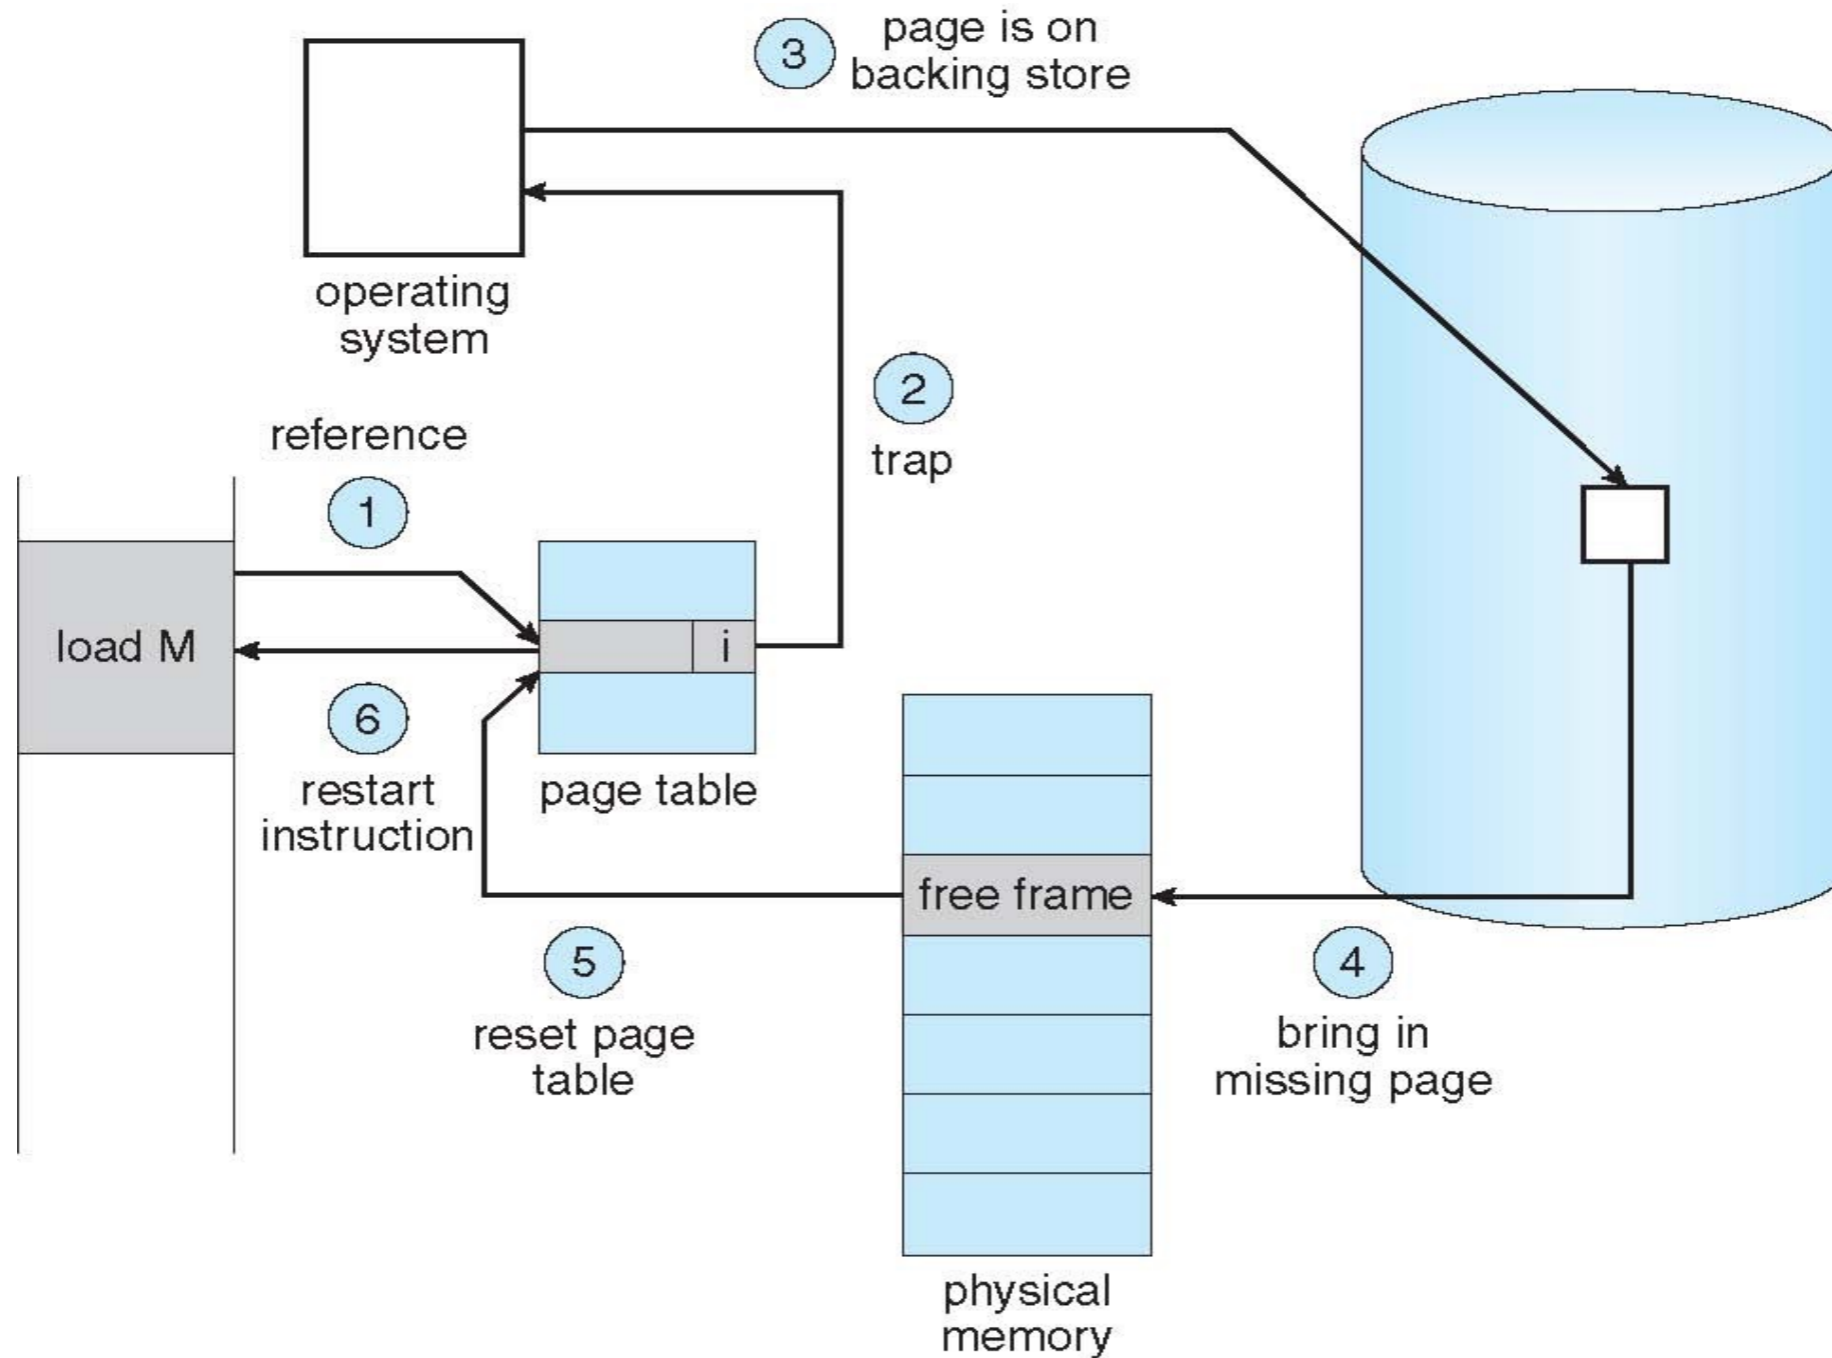 3
page is on
backing store
operating
system
2
trap
reference
1
load M
i
6
restart
instruction
page table
free frame
5
reset page
table
4
bring in
missing page
physical
memory